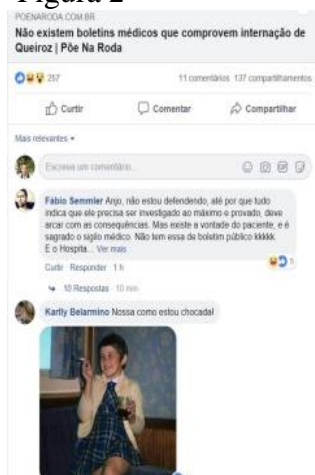 Figura 2
POENARODA.COM.BR
Não existem boletins médicos que comprovem internação de
Queiroz | Põe Na Roda
257
11 comentários 137 compartilhamentos
Curtir
Comentar
Compartilhar
Mais relevantes
Escreva um comentário...
Fábio Semmler Anjo, não estou defendendo, até por que tudo
indica que ele precisa ser investigado ao máximo e provado, deve
arcar com as consequências. Mas existe a vontade do paciente, e é
sagrado o sigilo médico. Não tem essa de boletim público kkkkk.
E o Hospita... Ver mais
5
Curtir · Responder · 1 h
10 Respostas · 10 min
Karlly Belarmino Nossa como estou chocada!